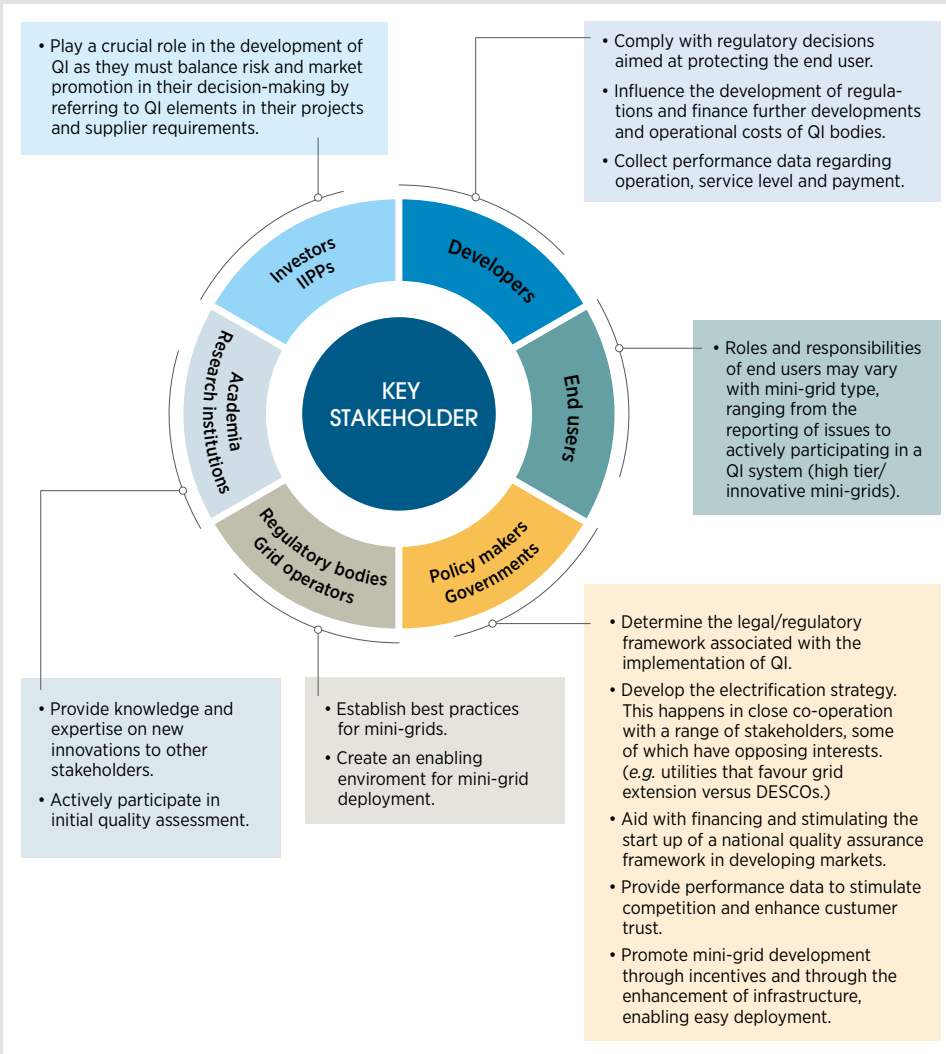 • Play a crucial role in the development of
QI as they must balance risk and market
promotion in their decision-making by
referring to QI elements in their projects
and supplier requirements.
• Comply with regulatory decisions
aimed at protecting the end user.
• Influence the development of regula-
tions and finance further developments
and operational costs of QI bodies.
• Collect performance data regarding
operation, service level and payment.
Investors
IIPPs
Developers
Academia
Research institutions
KEY
STAKEHOLDER
End users
• Roles and responsibilities
of end users may vary
with mini-grid type,
ranging from the
reporting of issues to
actively participating in a
QI system (high tier/
innovative mini-grids).
Regulatory bodies
Grid operators
Policy makers
Governments
• Provide knowledge and
expertise on new
innovations to other
stakeholders.
• Actively participate in
initial quality assessment.
• Establish best practices
for mini-grids.
• Create an enabling
enviroment for mini-grid
deployment.
• Determine the legal/regulatory
framework associated with the
implementation of QI.
• Develop the electrification strategy.
This happens in close co-operation
with a range of stakeholders, some
of which have opposing interests.
(e.g. utilities that favour grid
extension versus DESCOs.)
• Aid with financing and stimulating the
start up of a national quality assurance
framework in developing markets.
• Provide performance data to stimulate
competition and enhance custumer
trust.
• Promote mini-grid development
through incentives and through the
enhancement of infrastructure,
enabling easy deployment.